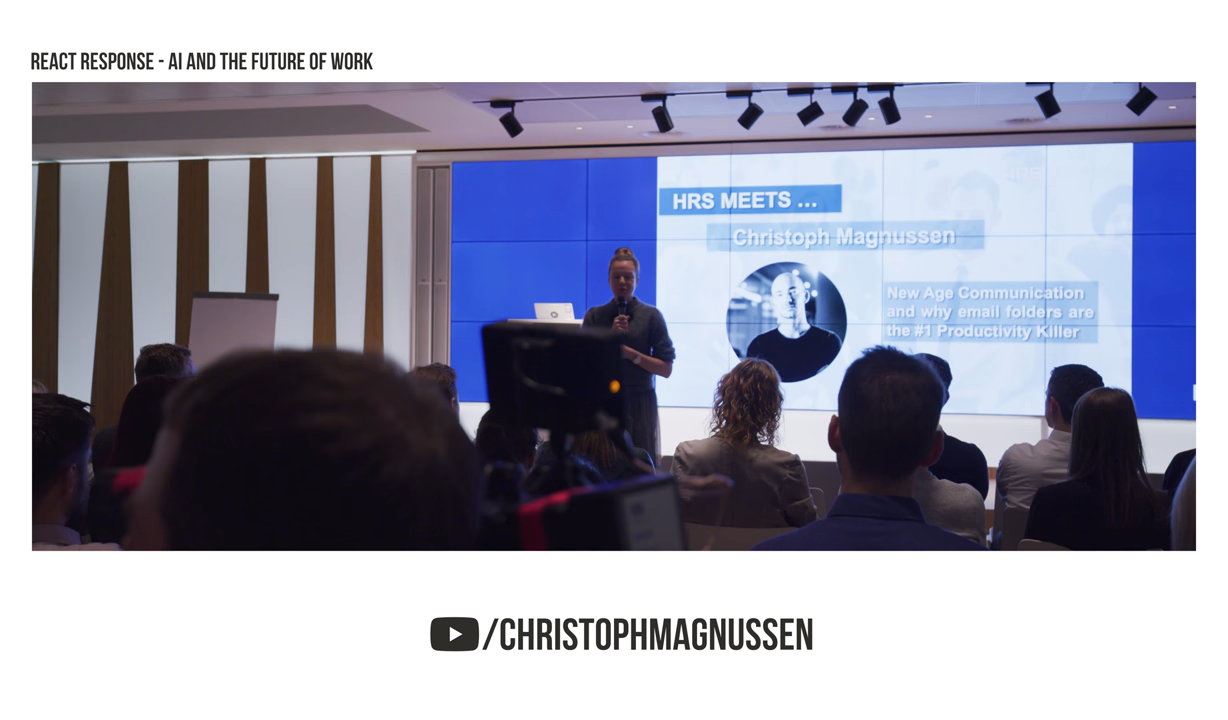 REACT RESPONSE - AI AND THE FUTURE OF WORK
HRS MEETS ...
Christoph Magnussen
New Age Communication
and why email folders are
the #1 Productivity Killer
/CHRISTOPHMAGNUSSEN